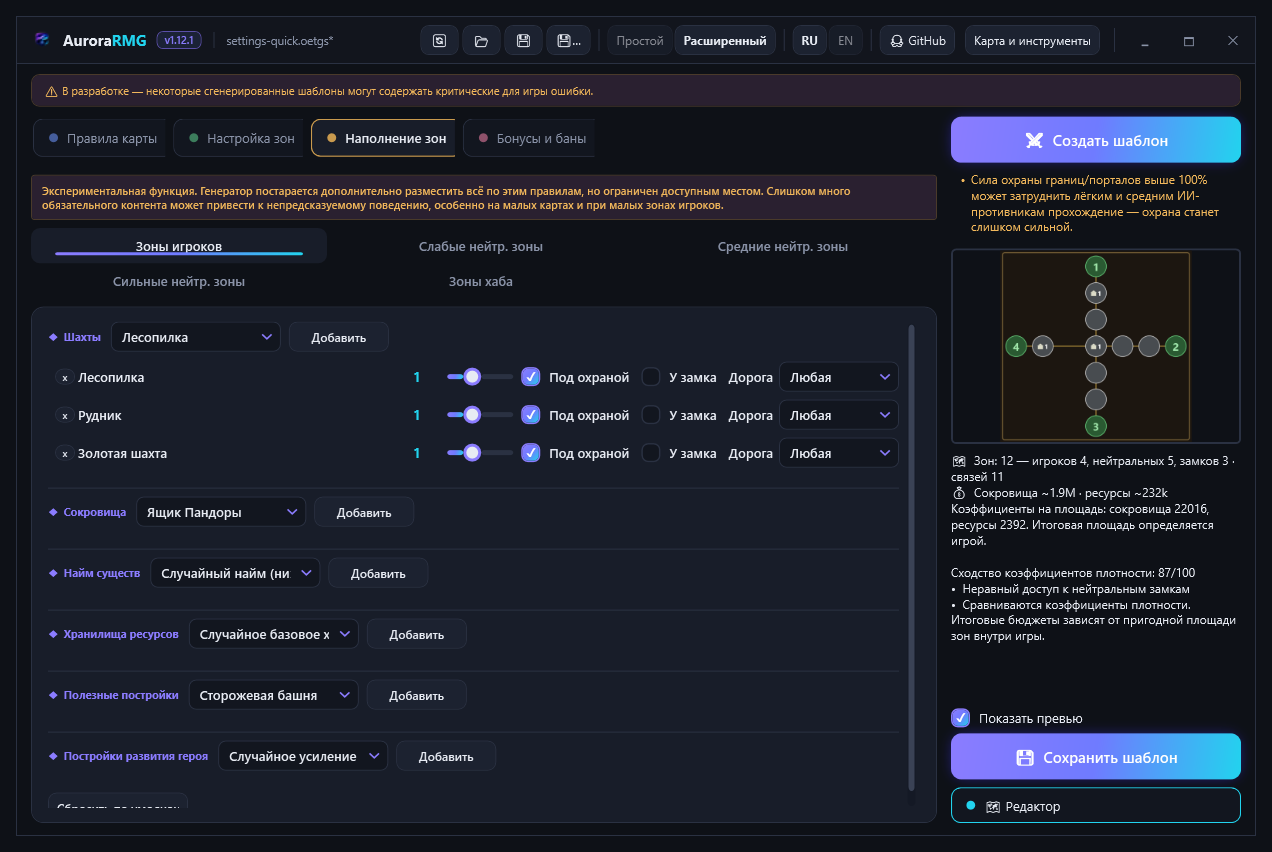 AuroraRMG v1.12.1 settings-quick.oetgs* ... Простой Расширенный RU EN GitHub Карта и инструменты
В разработке — некоторые сгенерированные шаблоны могут содержать критические для игры ошибки.
Правила карты Настройка зон Наполнение зон Бонусы и баны
Создать шаблон
Экспериментальная функция. Генератор постарается дополнительно разместить всё по этим правилам, но ограничен доступным местом. Слишком много
обязательного контента может привести к непредсказуемому поведению, особенно на малых картах и при малых зонах игроков.
Зоны игроков Слабые нейтр. зоны Средние нейтр. зоны
Сильные нейтр. зоны Зоны хаба
Шахты Лесопилка Добавить
x Лесопилка 1 Под охраной У замка Дорога Любая
x Рудник 1 Под охраной У замка Дорога Любая
x Золотая шахта 1 Под охраной У замка Дорога Любая
Сокровища Ящик Пандоры Добавить
Найм существ Случайный найм (ни Добавить
Хранилища ресурсов Случайное базовое х Добавить
Полезные постройки Сторожевая башня Добавить
Постройки развития героя Случайное усиление Добавить
• Сила охраны границ/порталов выше 100%
может затруднить лёгким и средним ИИ-
противникам прохождение — охрана станет
слишком сильной.
1
1
4 1 1 2
3
Зон: 12 — игроков 4, нейтральных 5, замков 3 ·
связей 11
Сокровища ~1.9M · ресурсы ~232k
Коэффициенты на площадь: сокровища 22016,
ресурсы 2392. Итоговая площадь определяется
игрой.
Сходство коэффициентов плотности: 87/100
• Неравный доступ к нейтральным замкам
• Сравниваются коэффициенты плотности.
Итоговые бюджеты зависят от пригодной площади
зон внутри игры.
Показать превью
Сохранить шаблон
Редактор